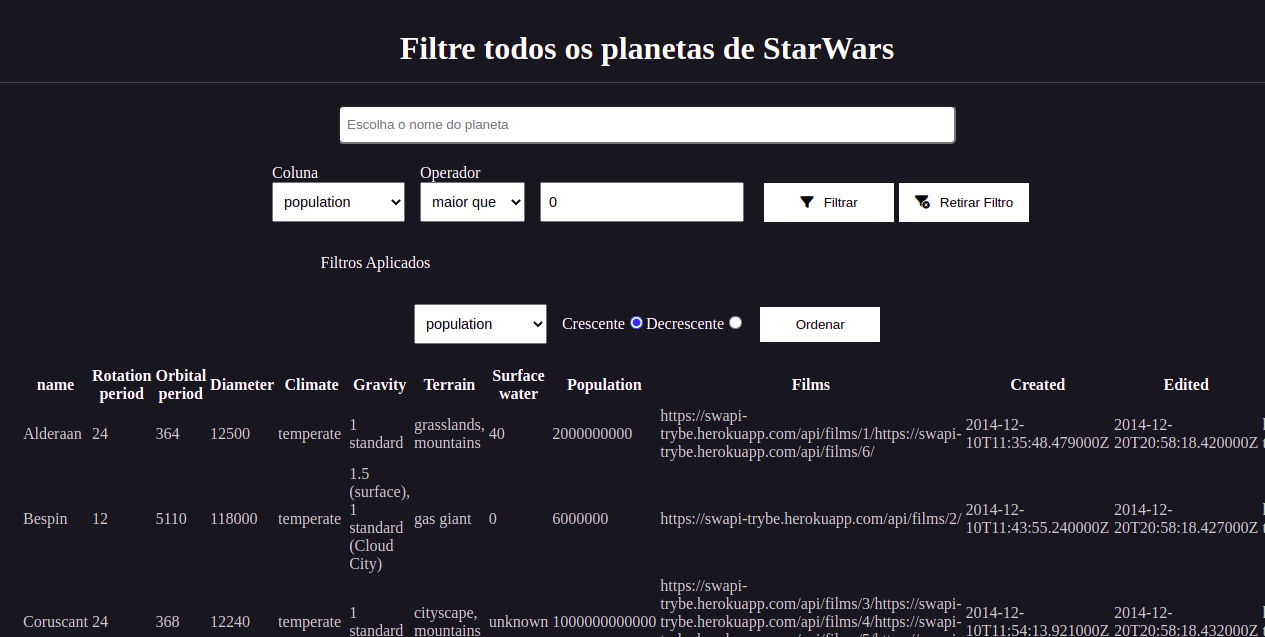 Filtre todos os planetas de StarWars
Escolha o nome do planeta
Coluna Operador
population maior que 0 Filtrar Retirar Filtro
Filtros Aplicados
population Crescente Decrescente Ordenar
name Rotation period Orbital period Diameter Climate Gravity Terrain Surface water Population Films Created Edited
Alderaan 24 364 12500 temperate 1 standard grasslands, mountains 40 2000000000 https://swapi-trybe.herokuapp.com/api/films/1/https://swapi-trybe.herokuapp.com/api/films/6/ 2014-12-10T11:35:48.479000Z 2014-12-20T20:58:18.420000Z
Bespin 12 5110 118000 temperate 1.5 (surface), 1 standard (Cloud City) gas giant 0 6000000 https://swapi-trybe.herokuapp.com/api/films/2/ 2014-12-10T11:43:55.240000Z 2014-12-20T20:58:18.427000Z
Coruscant 24 368 12240 temperate 1 standard cityscape, mountains unknown 1000000000000 https://swapi-trybe.herokuapp.com/api/films/3/https://swapi-trybe.herokuapp.com/api/films/4/https://swapi- 2014-12-10T11:54:13.921000Z 2014-12-20T20:58:18.432000Z